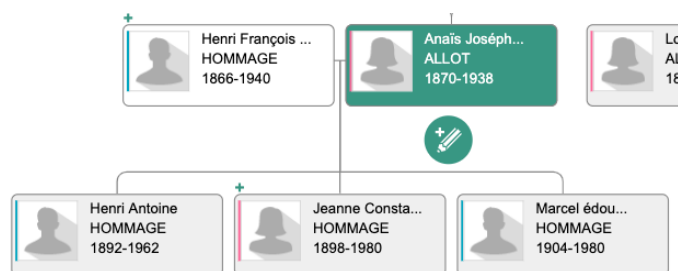 Henri François ...
HOMMAGE
1866-1940
Anaïs Joséph...
ALLOT
1870-1938
Henri Antoine
HOMMAGE
1892-1962
Jeanne Consta...
HOMMAGE
1898-1980
Marcel édou...
HOMMAGE
1904-1980